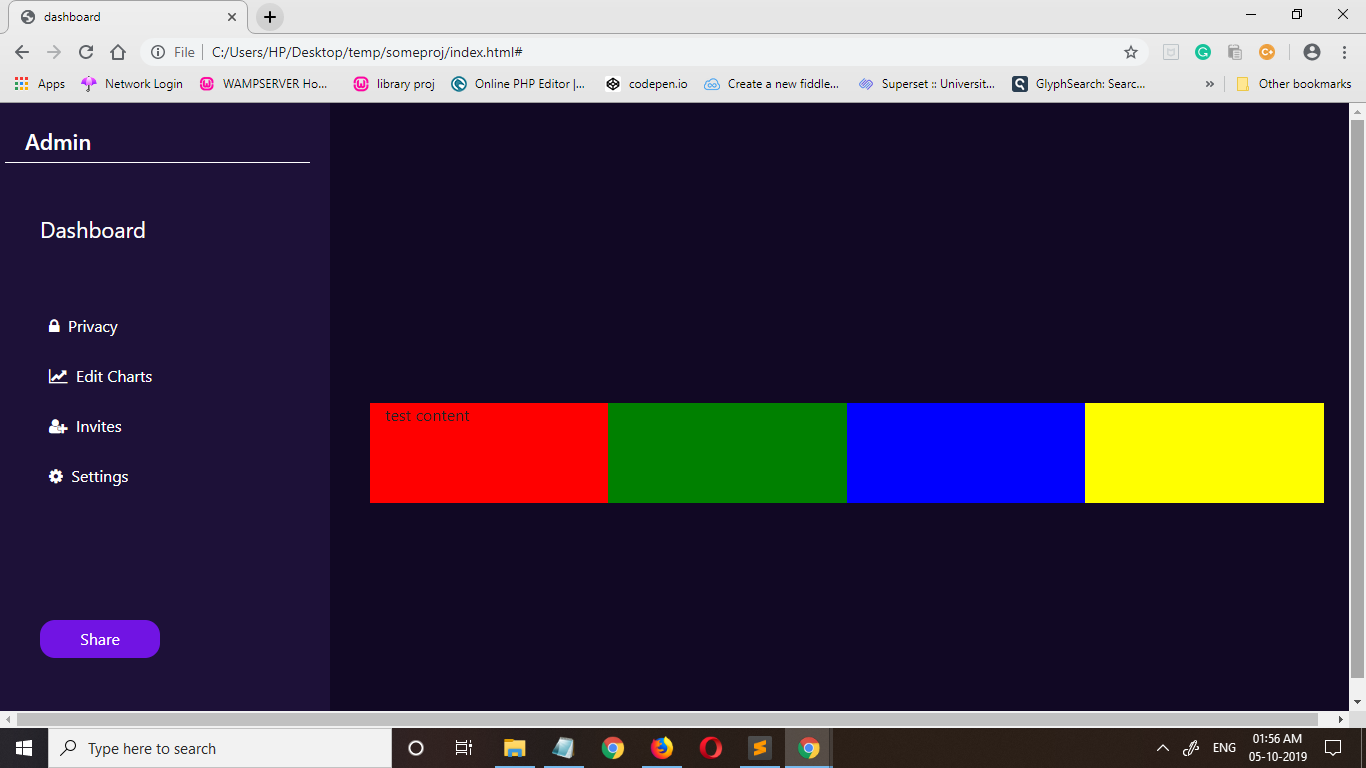 dashboard
File C:/Users/HP/Desktop/temp/someproj/index.html#
Apps Network Login WAMPSERVER Ho... library proj Online PHP Editor |... codepen.io Create a new fiddle... Superset :: Universit... GlyphSearch: Searc... » Other bookmarks
Admin
Dashboard
Privacy
Edit Charts
Invites
Settings
test content
Share
Type here to search
ENG
01:56 AM
05-10-2019